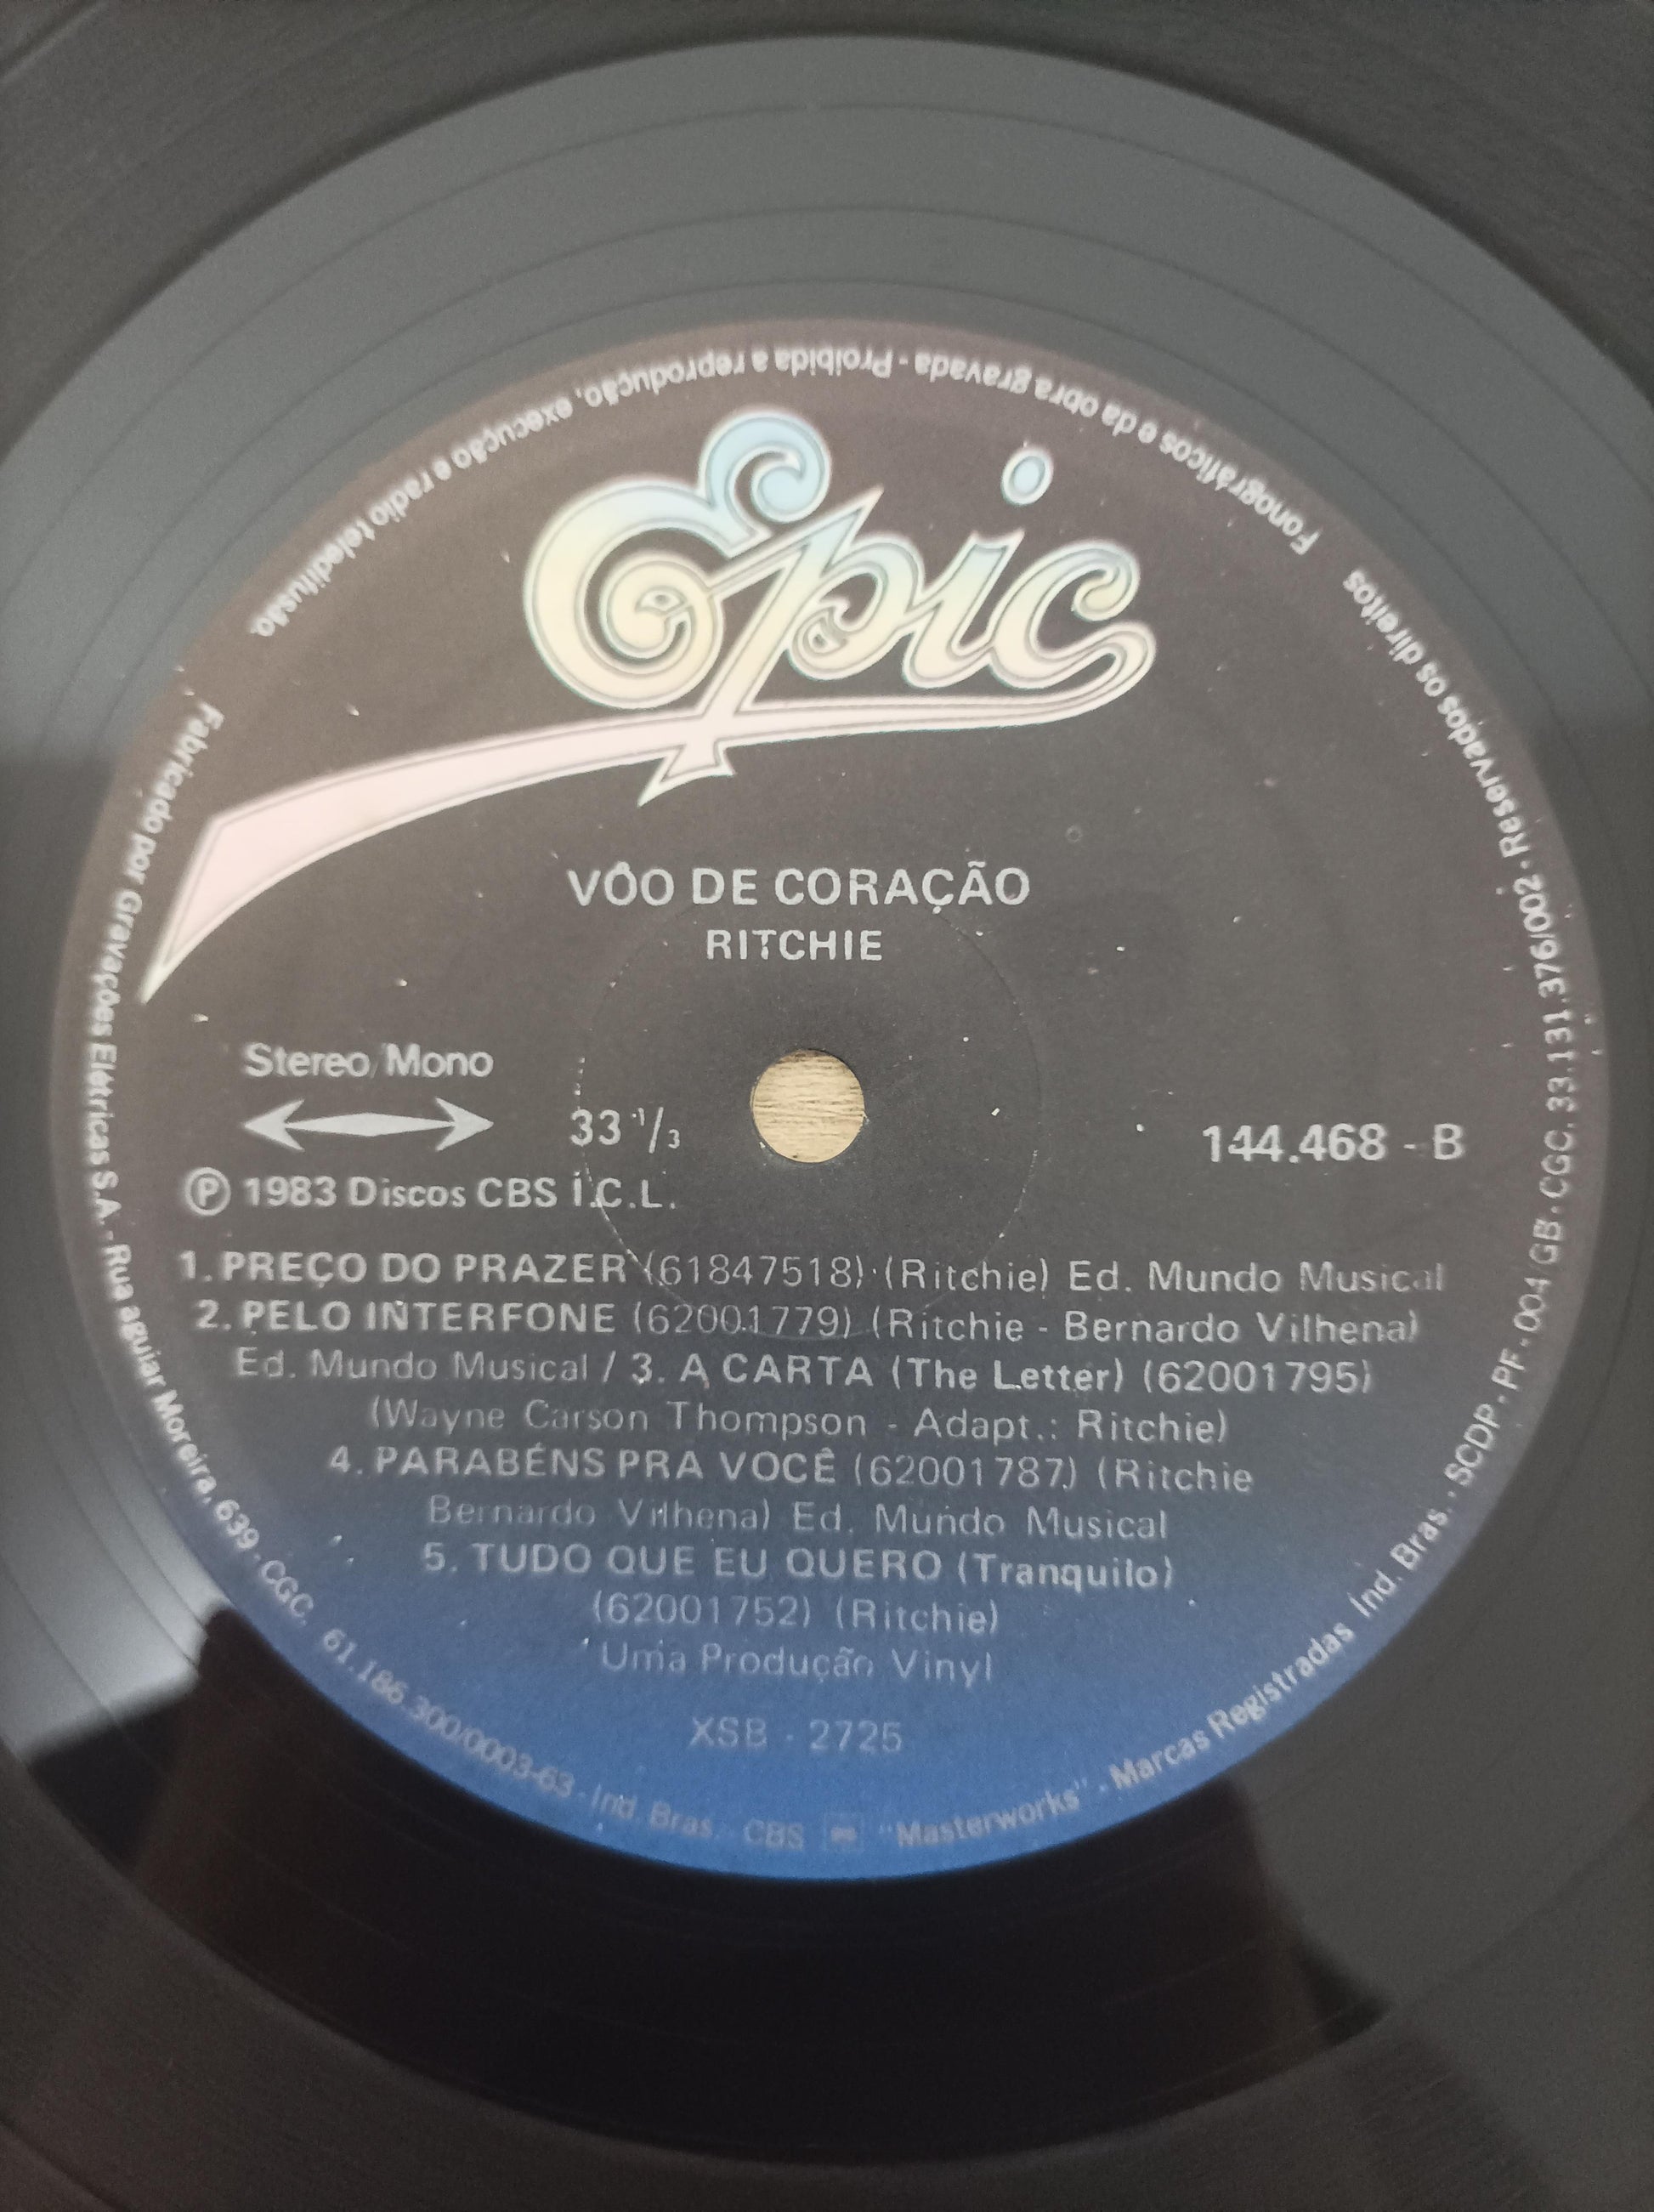 Epic
VÔO DE CORAÇÃO
RITCHIE
Stereo/Mono
33 1/3
144.468 - B
Ⓟ 1983 Discos CBS I.C.L.
1. PREÇO DO PRAZER (61847518) (Ritchie) Ed. Mundo Musical
2. PELO INTERFONE (62001779) (Ritchie - Bernardo Vilhena)
Ed. Mundo Musical / 3. A CARTA (The Letter) (62001795)
(Wayne Carson Thompson - Adapt.: Ritchie)
4. PARABÉNS PRA VOCÊ (62001787) (Ritchie
Bernardo Vilhena) Ed. Mundo Musical
5. TUDO QUE EU QUERO (Tranquilo)
(62001752) (Ritchie)
Uma Produção Vinyl
XSB - 2725
Fabricado por Gravações Elétricas S.A. - Rua aguiar Moreira, 639 - CGC. 61.186.300/0003-63 - Ind. Bras. CBS "Masterworks" - Marcas Registradas Ind. Bras. - SCDP - PF - 004/GB - CGC. 33.131.376/002 - Reservados os direitos
Fonográficos e da obra gravada - Proibida a reprodução, execução e radio teledifusão.